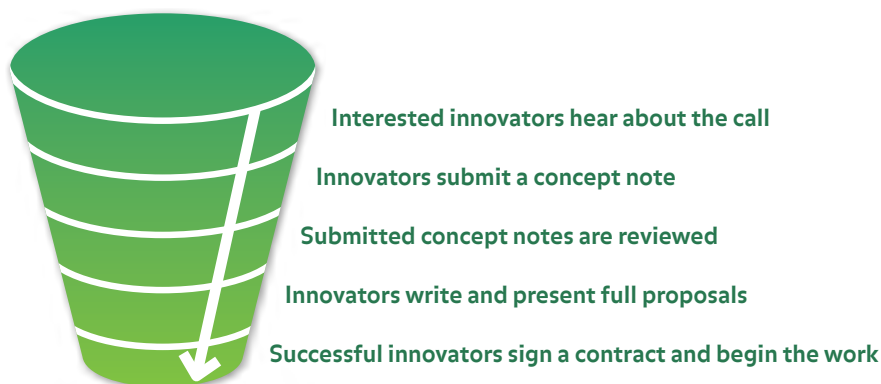 Interested innovators hear about the call
Innovators submit a concept note
Submitted concept notes are reviewed
Innovators write and present full proposals
Successful innovators sign a contract and begin the work